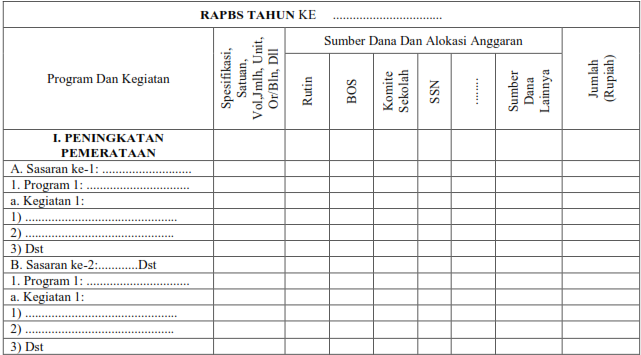 RAPBS TAHUN KE ..................................
Program Dan Kegiatan
Spesifikasi,
Satuan,
Vol,Jmlh, Unit,
Or/Bln, Dll
Sumber Dana Dan Alokasi Anggaran
Jumlah
(Rupiah)
Rutin
BOS
Komite
Sekolah
SSN
........
Sumber
Dana
Lainnya
I. PENINGKATAN
PEMERATAAN
A. Sasaran ke-1: ...........................
1. Program 1: ...............................
a. Kegiatan 1:
1) ..............................................
2) .............................................
3) Dst
B. Sasaran ke-2:............Dst
1. Program 1: ...............................
a. Kegiatan 1:
1) ..............................................
2) .............................................
3) Dst